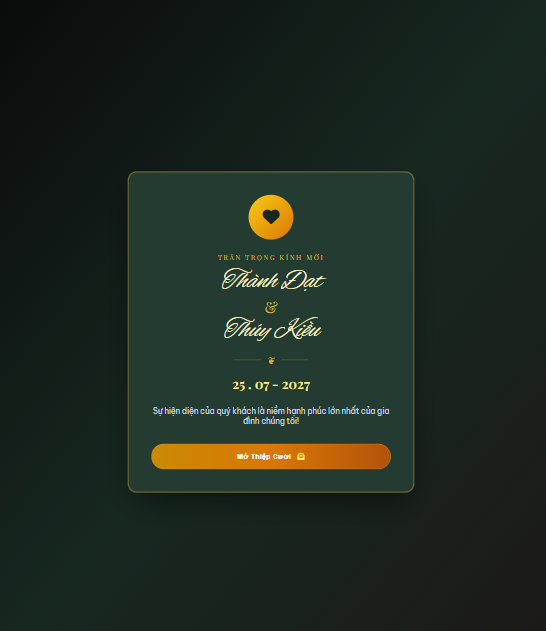 TRÂN TRỌNG KÍNH MỜI
Thành Đạt
&
Thúy Kiều
25 . 07 - 2027
Sự hiện diện của quý khách là niềm hạnh phúc lớn nhất của gia
đình chúng tôi!
Mở Thiệp Cưới